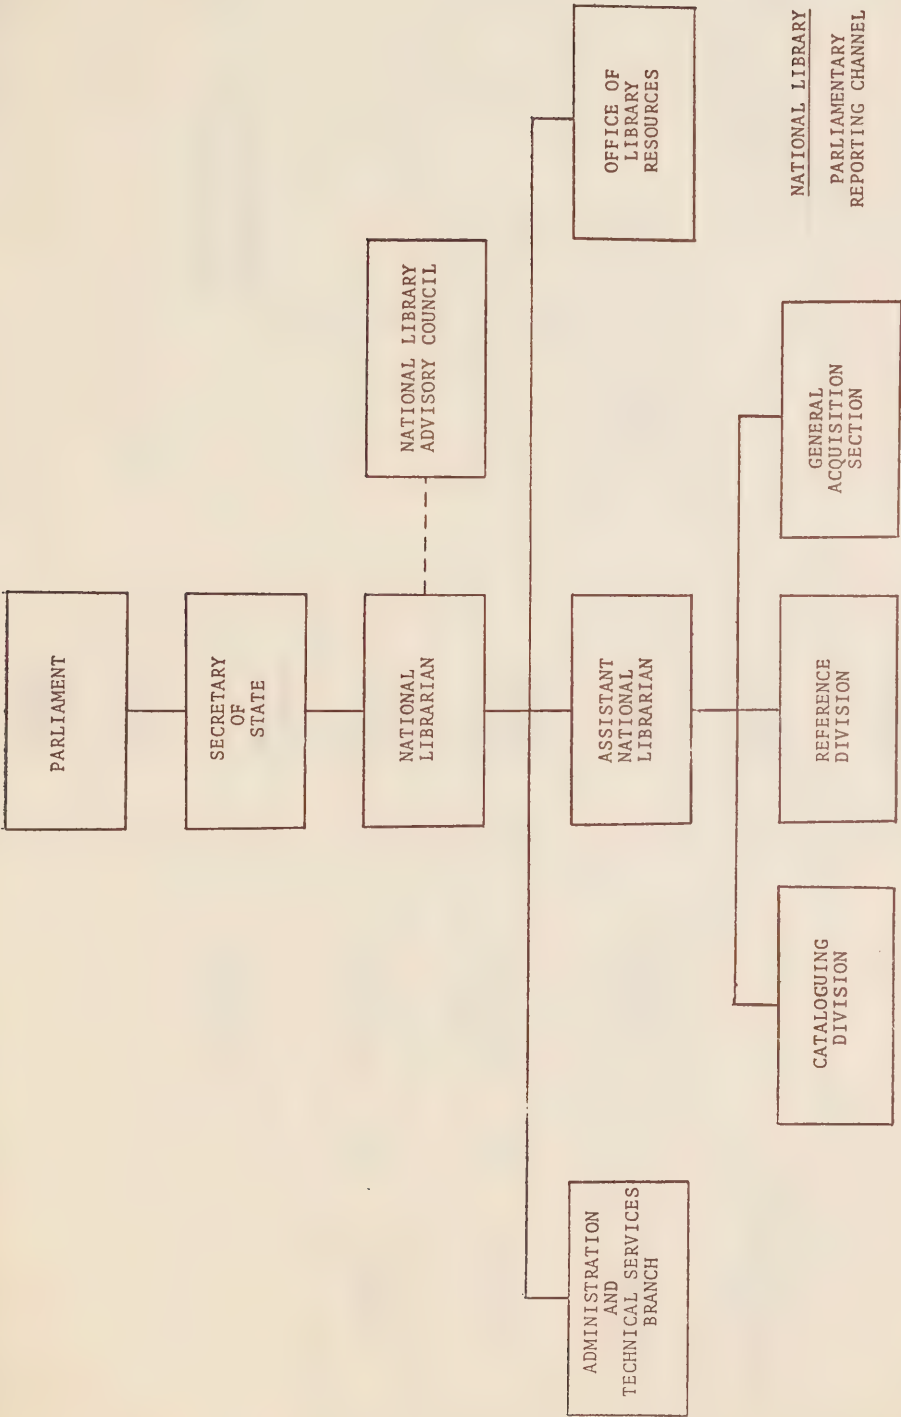 PARLIAMENT
SECRETARY
OF
STATE
NATIONAL
LIBRARIAN
NATIONAL LIBRARY
ADVISORY COUNCIL
ADMINISTRATION
AND
TECHNICAL SERVICES
BRANCH
ASSISTANT
NATIONAL
LIBRARIAN
OFFICE OF
LIBRARY
RESOURCES
CATALOGUING
DIVISION
REFERENCE
DIVISION
GENERAL
ACQUISITION
SECTION
NATIONAL LIBRARY
PARLIAMENTARY
REPORTING CHANNEL